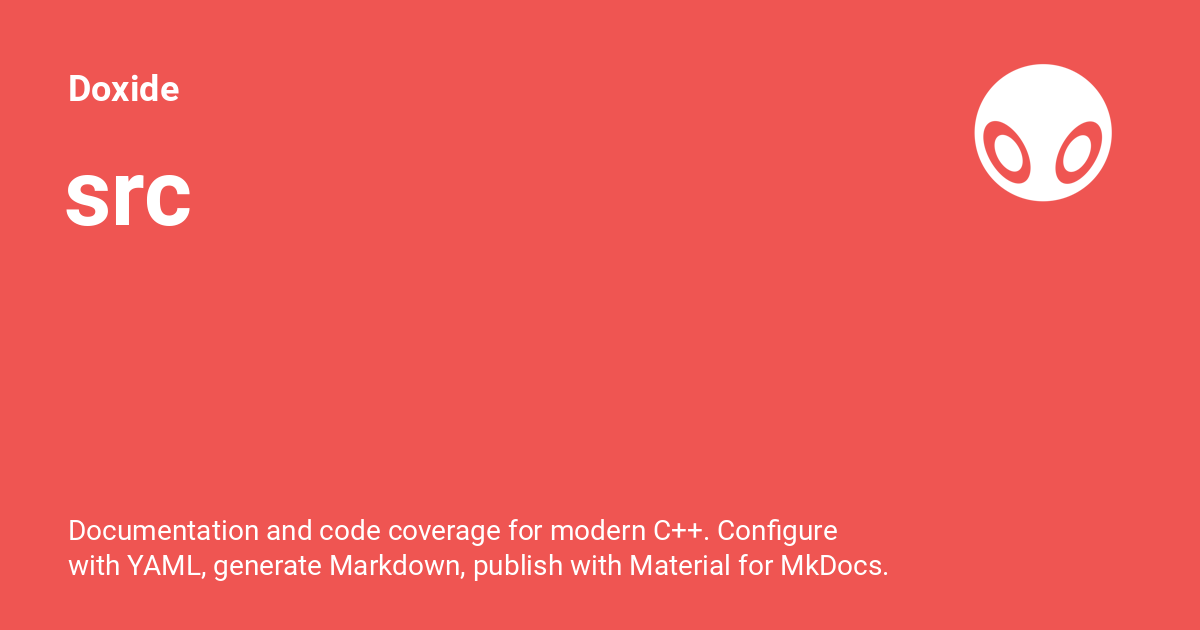 Doxide
src
Documentation and code coverage for modern C++. Configure
with YAML, generate Markdown, publish with Material for MkDocs.